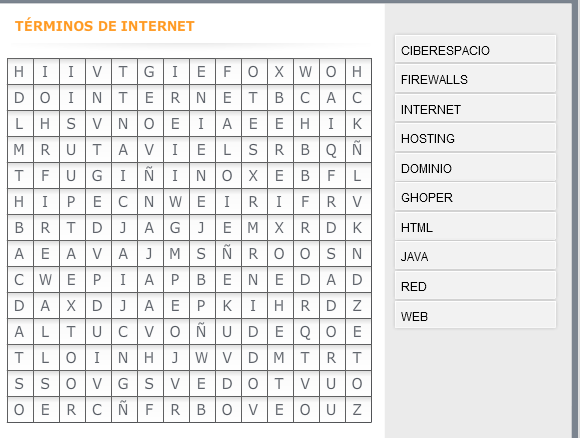 TÉRMINOS DE INTERNET
H I I V T G I E F O X W O H
D O I N T E R N E T B C A C
L H S V N O E I A E E H I K
M R U T A V I E L S R B Q Ñ
T F U G I Ñ I N O X E B F L
H I P E C N W E I R I F R V
B R T D J A G J E M X R D K
A E A V A J M S Ñ R O O S N
C W E P I A P B E N E D A D
D A X D J A E P K I H R D Z
A L T U C V O Ñ U D E Q O E
T L O I N H J W V D M T R T
S S O V G S V E D O T V U O
O E R C Ñ F R B O V E O U Z
CIBERESPACIO
FIREWALLS
INTERNET
HOSTING
DOMINIO
GHOPER
HTML
JAVA
RED
WEB